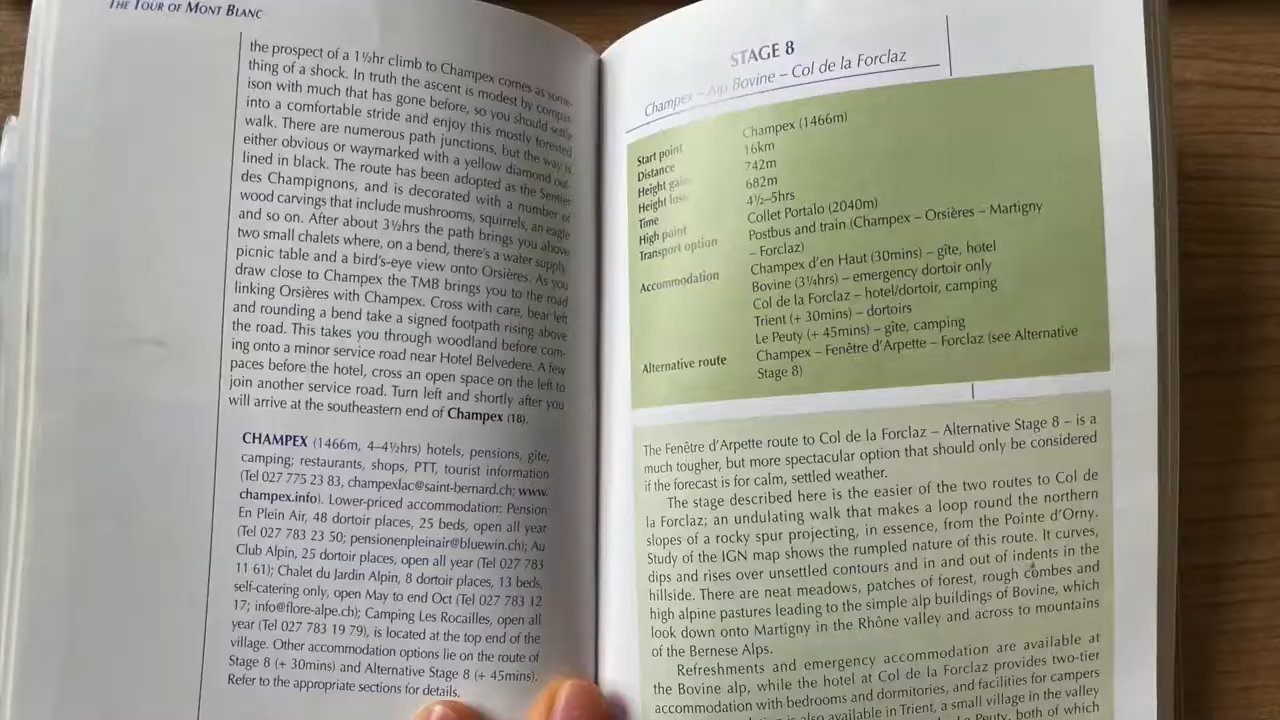 THE TOUR OF MONT BLANC
the prospect of a 1½hr climb to Champex comes as some-
thing of a shock. In truth the ascent is modest by compar-
ison with much that has gone before, so you should settle
into a comfortable stride and enjoy this mostly forested
walk. There are numerous path junctions, but the way is
either obvious or waymarked with a yellow diamond out-
lined in black. The route has been adopted as the Sentier
des Champignons, and is decorated with a number of
wood carvings that include mushrooms, squirrels, an eagle
and so on. After about 3½hrs the path brings you above
two small chalets where, on a bend, there's a water supply,
picnic table and a bird's-eye view onto Orsières. As you
draw close to Champex the TMB brings you to the road
linking Orsières with Champex. Cross with care, bear left
and rounding a bend take a signed footpath rising above
the road. This takes you through woodland before com-
ing onto a minor service road near Hotel Belvedere. A few
paces before the hotel, cross an open space on the left to
join another service road. Turn left and shortly after you
will arrive at the southeastern end of Champex (18).
CHAMPEX (1466m, 4–4½hrs) hotels, pensions, gîte,
camping; restaurants, shops, PTT, tourist information
(Tel 027 775 23 83, champexlac@saint-bernard.ch; www.
champex.info). Lower-priced accommodation: Pension
En Plein Air, 48 dortoir places, 25 beds, open all year
(Tel 027 783 23 50; pensionenpleinair@bluewin.ch); Au
Club Alpin, 25 dortoir places, open all year (Tel 027 783
11 61); Chalet du Jardin Alpin, 8 dortoir places, 13 beds,
self-catering only, open May to end Oct (Tel 027 783 12
17; info@flore-alpe.ch); Camping Les Rocailles, open all
year (Tel 027 783 19 79), is located at the top end of the
village. Other accommodation options lie on the route of
Stage 8 (+ 30mins) and Alternative Stage 8 (+ 45mins).
Refer to the appropriate sections for details.
STAGE 8
Champex – Alp Bovine – Col de la Forclaz
Start point Champex (1466m)
Distance 16km
Height gain 742m
Height loss 682m
Time 4½–5hrs
High point Collet Portalo (2040m)
Transport option Postbus and train (Champex – Orsières – Martigny
– Forclaz)
Accommodation Champex d'en Haut (30mins) – gîte, hotel
Bovine (3¼hrs) – emergency dortoir only
Col de la Forclaz – hotel/dortoir, camping
Trient (+ 30mins) – dortoirs
Le Peuty (+ 45mins) – gîte, camping
Alternative route Champex – Fenêtre d'Arpette – Forclaz (see Alternative
Stage 8)
The Fenêtre d'Arpette route to Col de la Forclaz – Alternative Stage 8 – is a
much tougher, but more spectacular option that should only be considered
if the forecast is for calm, settled weather.
The stage described here is the easier of the two routes to Col de
la Forclaz; an undulating walk that makes a loop round the northern
slopes of a rocky spur projecting, in essence, from the Pointe d'Orny.
Study of the IGN map shows the rumpled nature of this route. It curves,
dips and rises over unsettled contours and in and out of indents in the
hillside. There are neat meadows, patches of forest, rough combes and
high alpine pastures leading to the simple alp buildings of Bovine, which
look down onto Martigny in the Rhône valley and across to mountains
of the Bernese Alps.
Refreshments and emergency accommodation are available at
the Bovine alp, while the hotel at Col de la Forclaz provides two-tier
accommodation with bedrooms and dormitories, and facilities for campers
is also available in Trient, a small village in the valley
Le Peuty, both of which